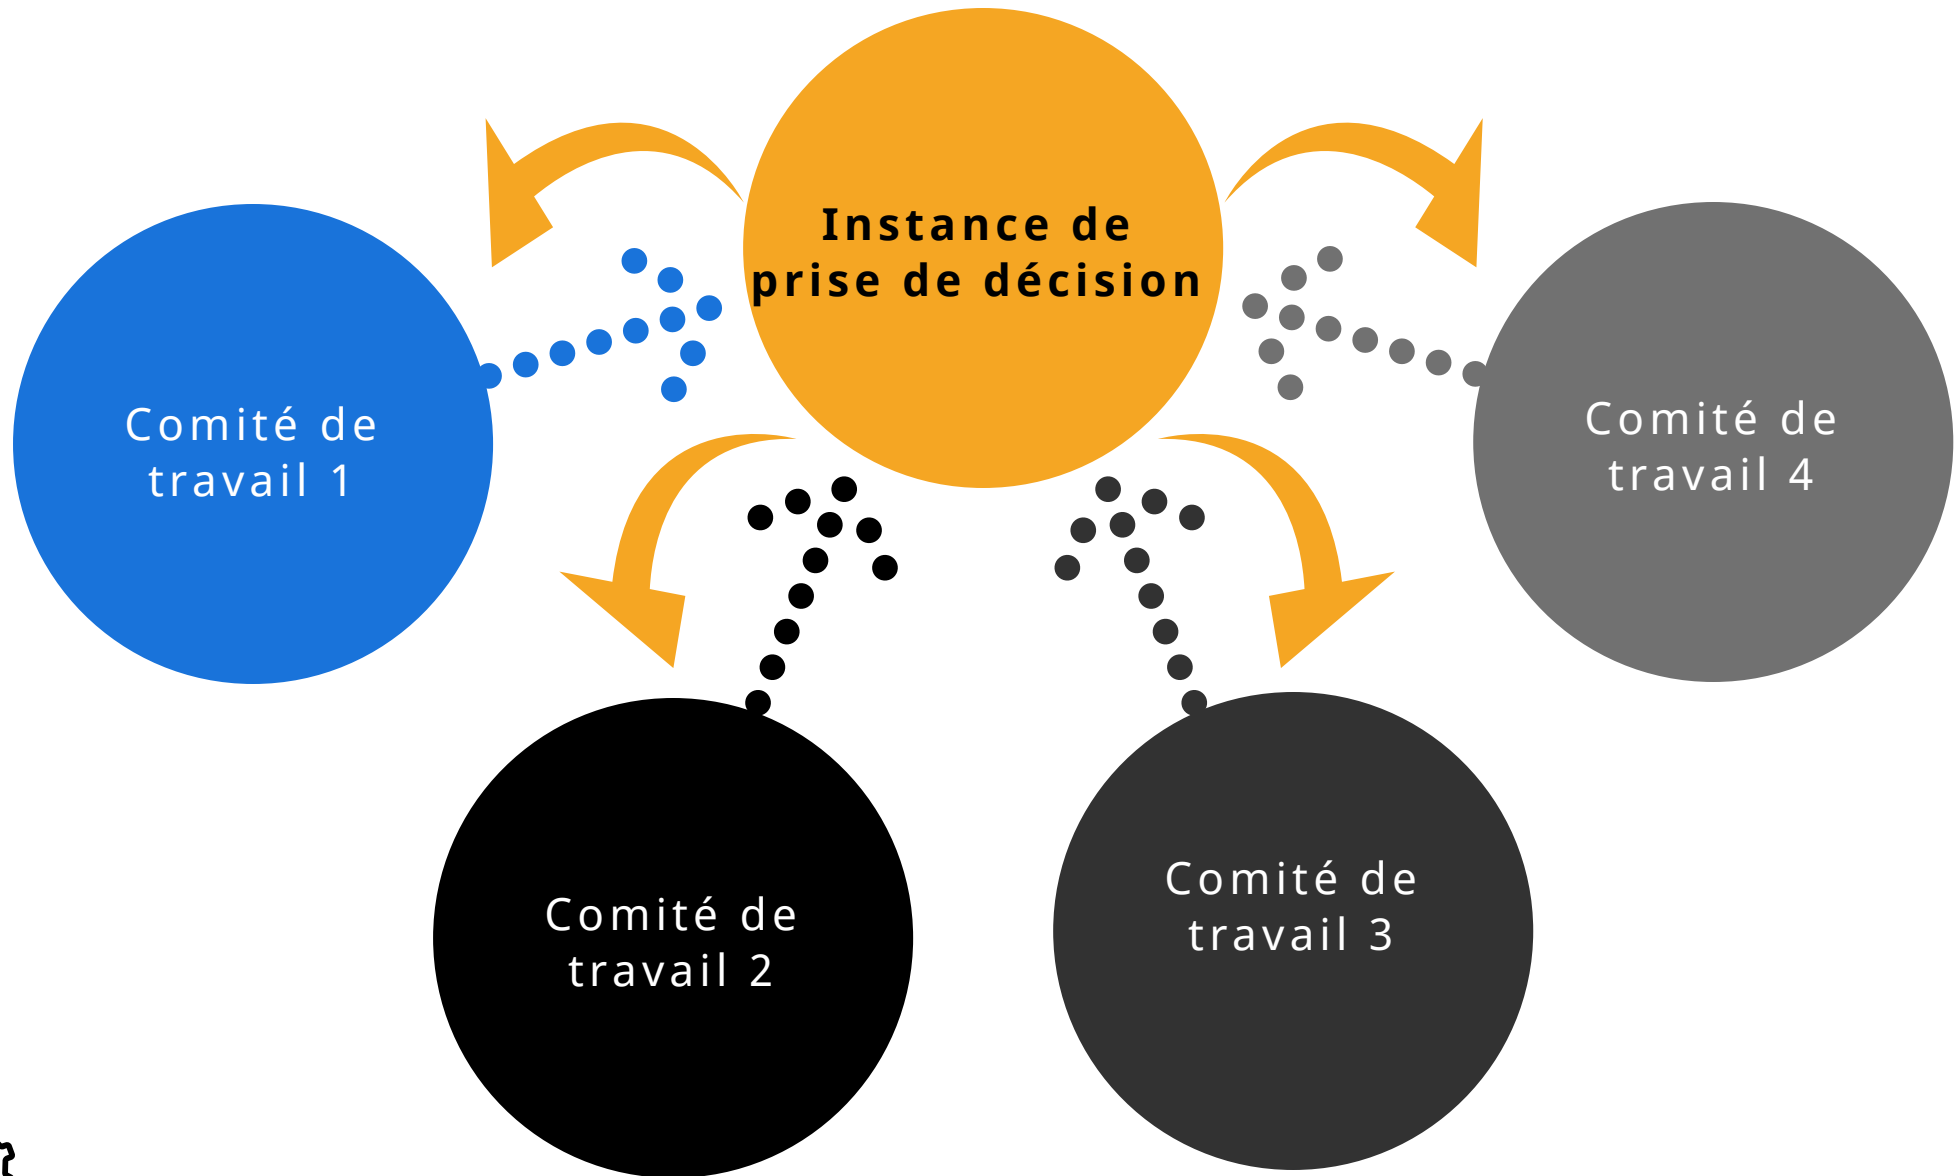 Instance de
prise de décision
Comité de
travail 1
Comité de
travail 4
Comité de
travail 2
Comité de
travail 3